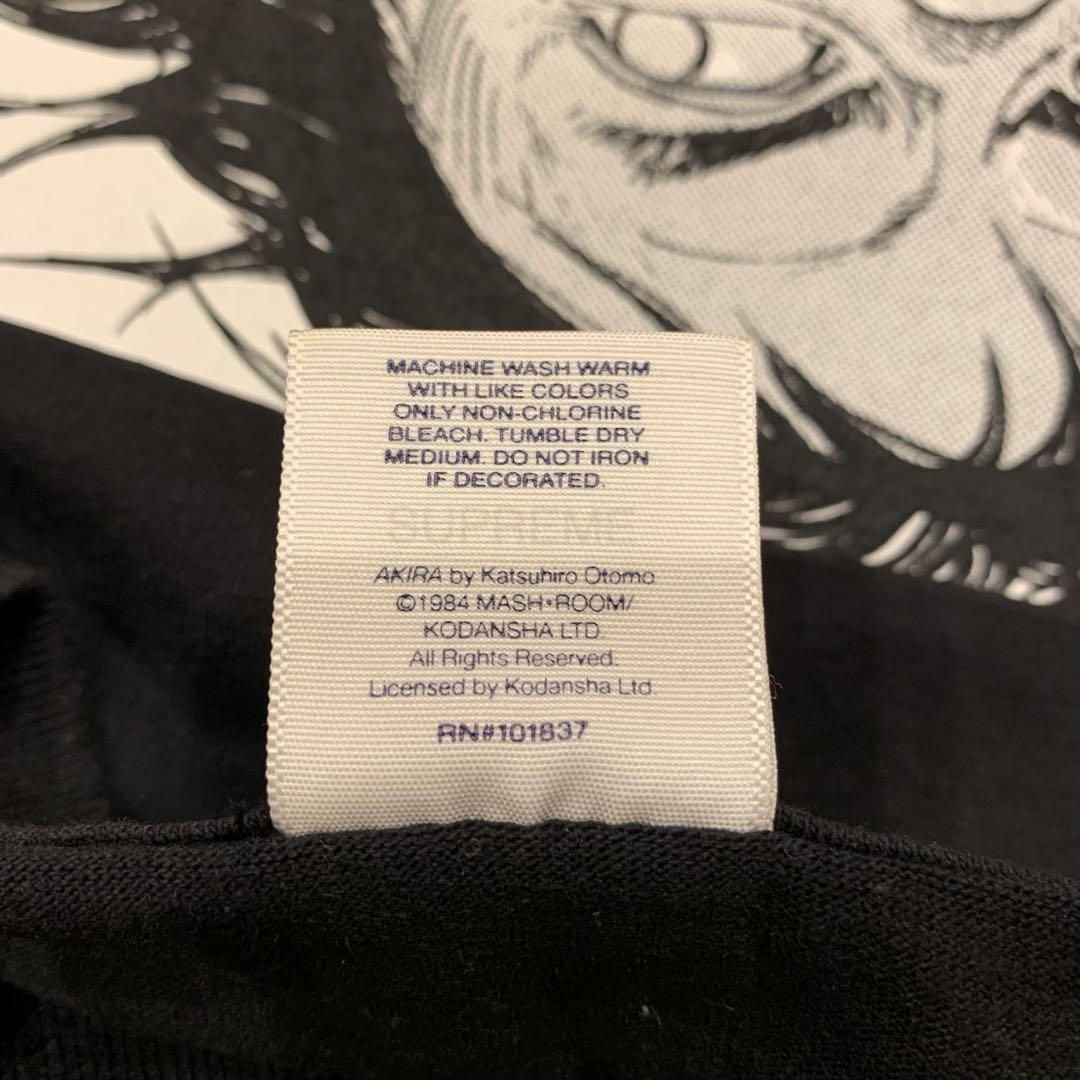 MACHINE WASH WARM
WITH LIKE COLORS
ONLY NON-CHLORINE
BLEACH. TUMBLE DRY
MEDIUM. DO NOT IRON
IF DECORATED.
SUPREME
AKIRA by Katsuhiro Otomo
©1984 MASH•ROOM/
KODANSHA LTD.
All Rights Reserved.
Licensed by Kodansha Ltd
RN#101837